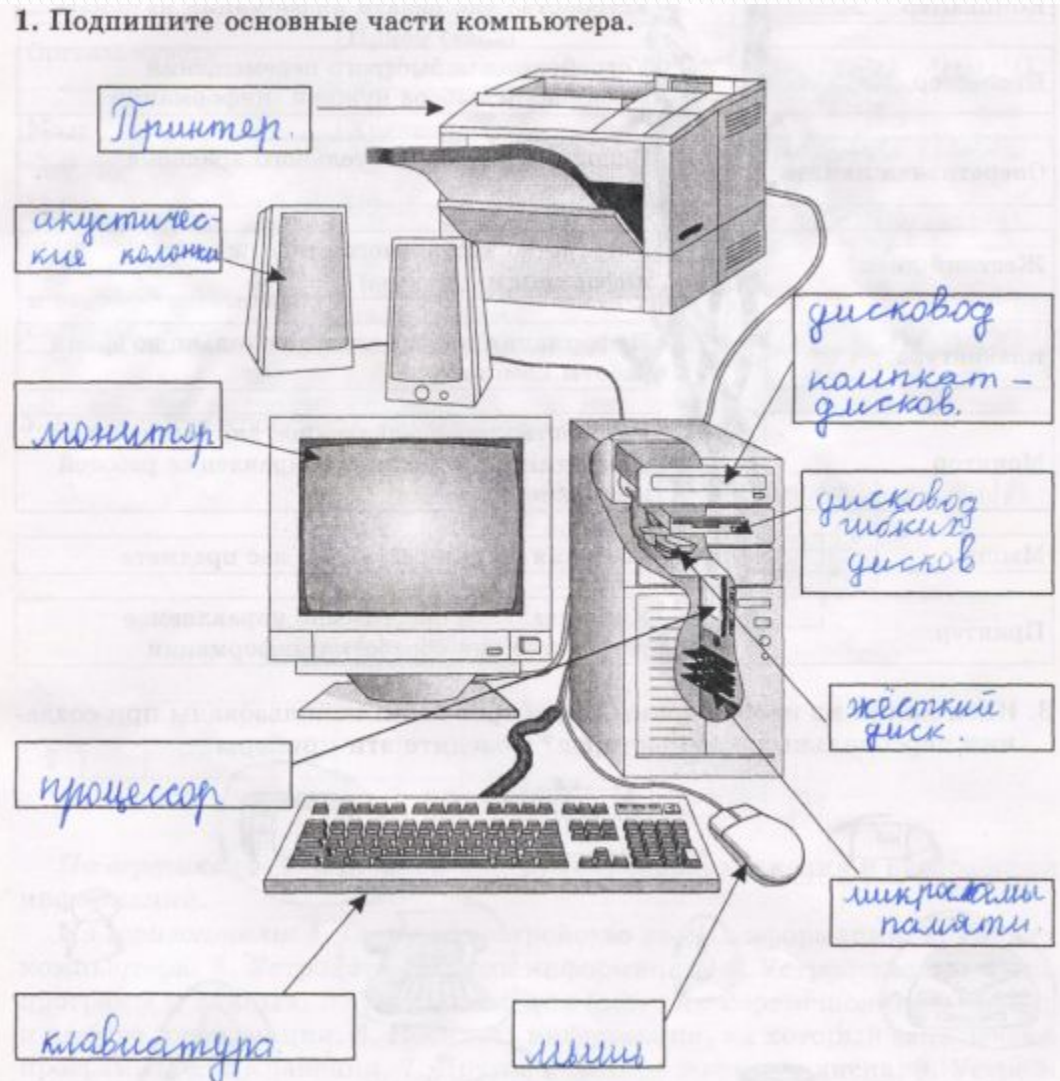 1. Подпишите основные части компьютера.
Принтер.
акустичес-
кие колонки
дисковод
компкат-
дисков.
монитор
дисковод
гибких
дисков
жёсткий
диск.
процессор
микросхемы
памяти
клавиатура
мышь